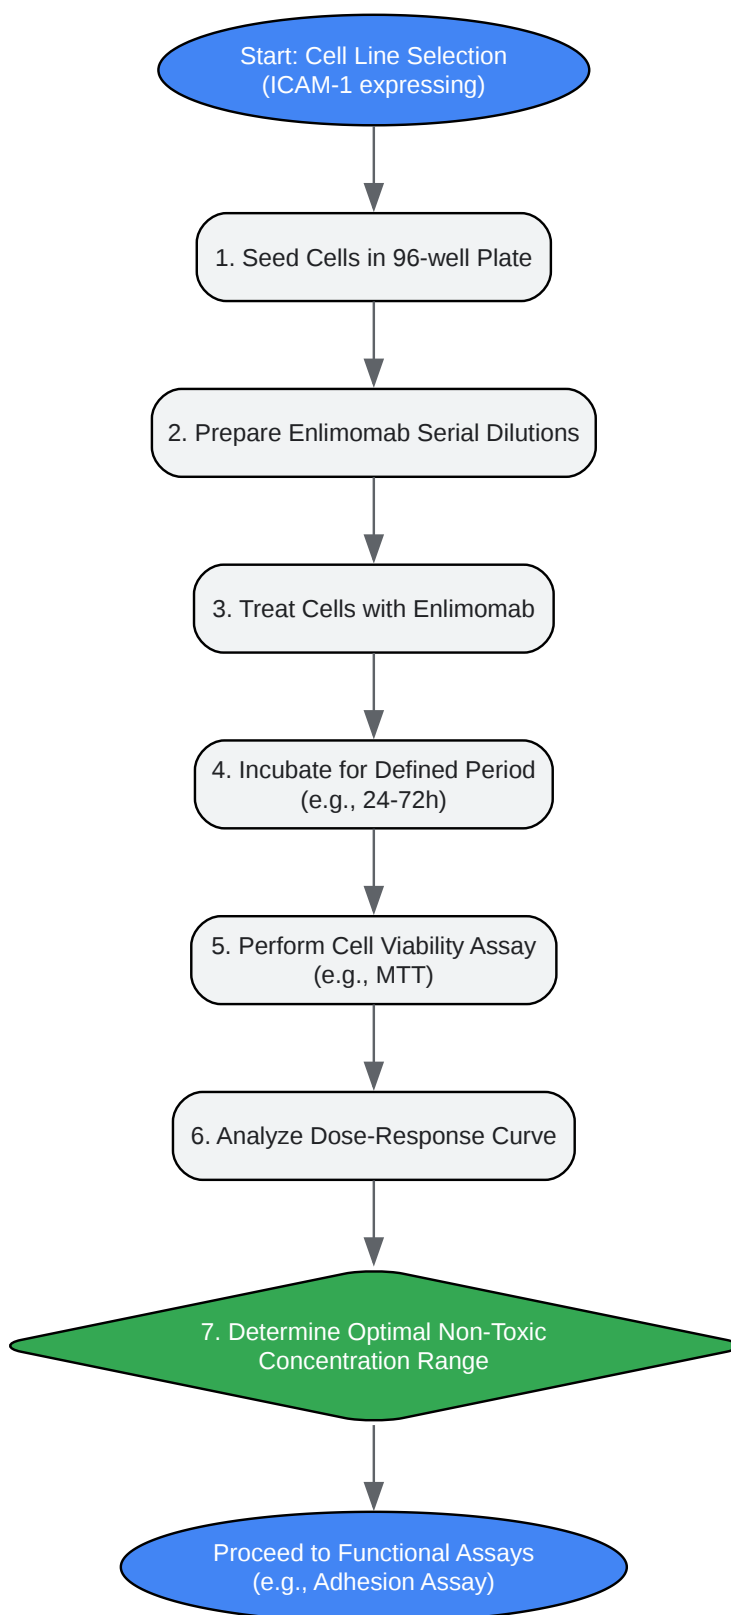 Start: Cell Line Selection
(ICAM-1 expressing)
1. Seed Cells in 96-well Plate
2. Prepare Enlimomab Serial Dilutions
3. Treat Cells with Enlimomab
4. Incubate for Defined Period
(e.g., 24-72h)
5. Perform Cell Viability Assay
(e.g., MTT)
6. Analyze Dose-Response Curve
7. Determine Optimal Non-Toxic
Concentration Range
Proceed to Functional Assays
(e.g., Adhesion Assay)